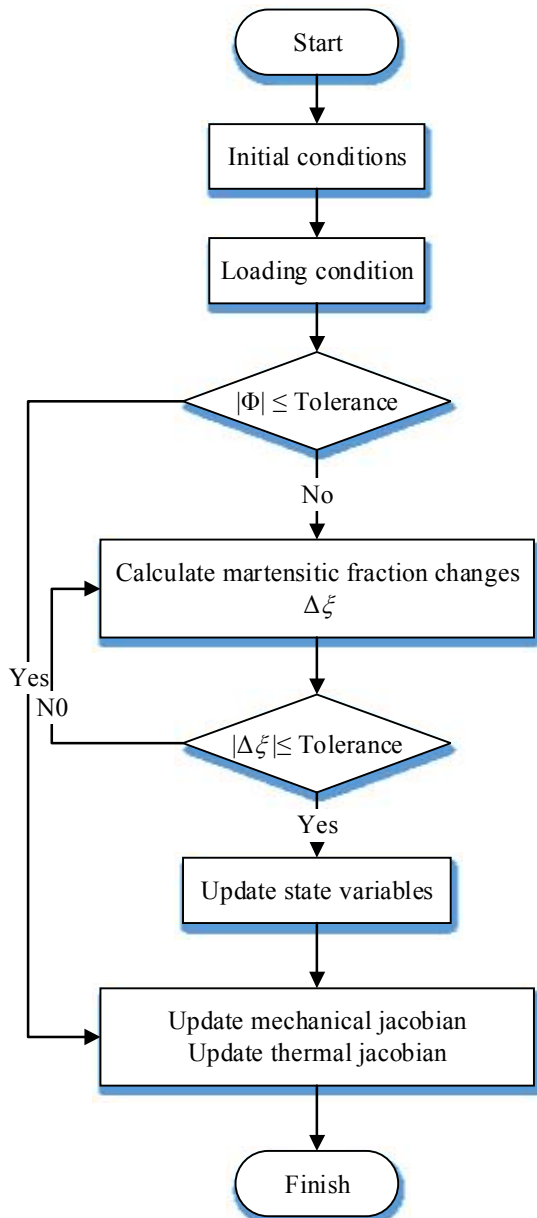 Start
Initial conditions
Loading condition
|Φ| ≤ Tolerance
No
Calculate martensitic fraction changes
Δξ
Yes
N0
|Δξ|≤ Tolerance
Yes
Update state variables
Update mechanical jacobian
Update thermal jacobian
Finish